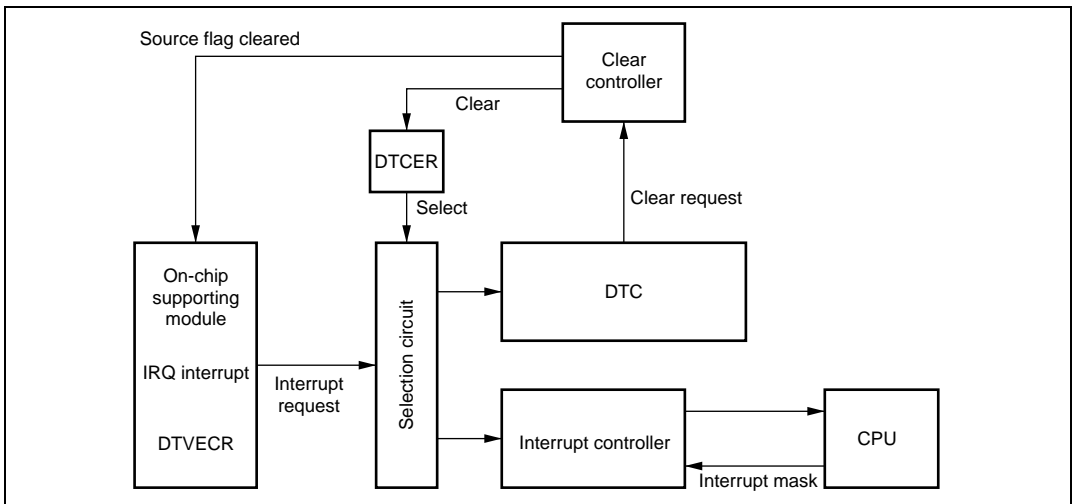 Source flag cleared
Clear
controller
Clear
DTCER
Select
Clear request
On-chip
supporting
module
IRQ interrupt
DTVECR
Interrupt
request
Selection circuit
DTC
Interrupt controller
CPU
Interrupt mask